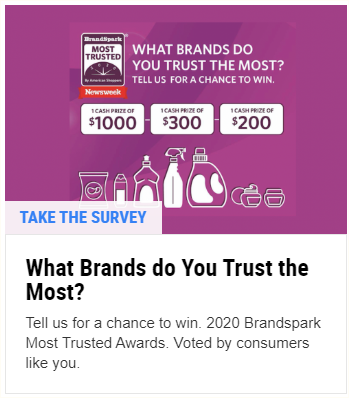 BrandSpark
MOST
TRUSTED
By American Shoppers
Newsweek
WHAT BRANDS DO
YOU TRUST THE MOST?
TELL US FOR A CHANCE TO WIN.
1 CASH PRIZE OF
$1000
1 CASH PRIZE OF
$300
1 CASH PRIZE OF
$200
TAKE THE SURVEY
What Brands do You Trust the
Most?
Tell us for a chance to win. 2020 Brandspark
Most Trusted Awards. Voted by consumers
like you.